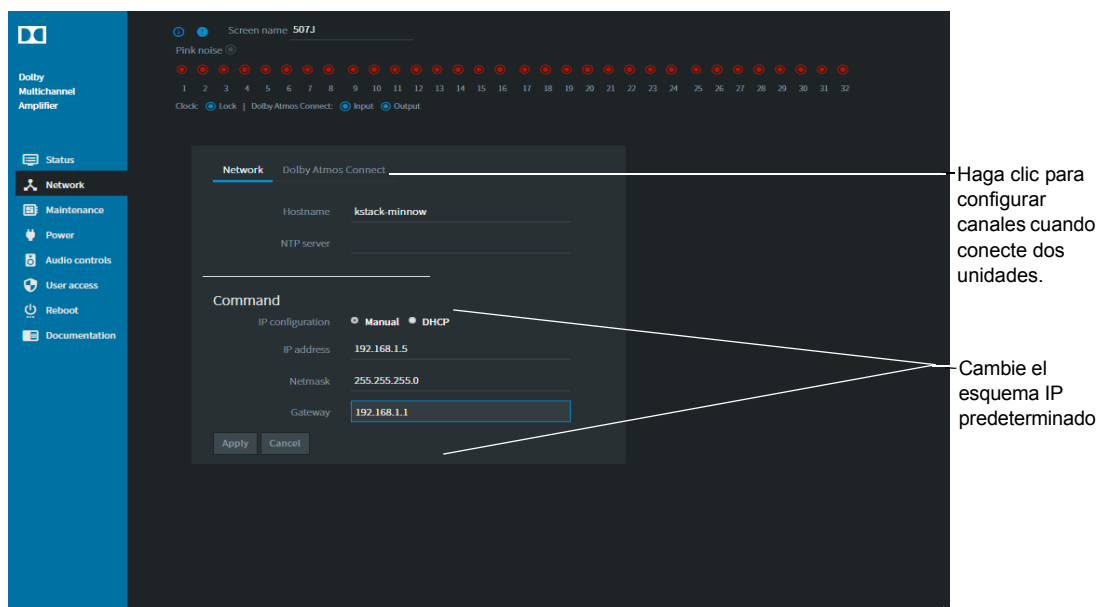 Screen name 507J
Pink noise
Dolby
Multichannel
Amplifier
1 2 3 4 5 6 7 8 9 10 11 12 13 14 15 16 17 18 19 20 21 22 23 24 25 26 27 28 29 30 31 32
Clock: Lock | Dolby Atmos Connect: Input Output
Status
Network
Maintenance
Power
Audio controls
User access
Reboot
Documentation
Network Dolby Atmos Connect
Hostname kstack-minnow
NTP server
Command
IP configuration Manual DHCP
IP address 192.168.1.5
Netmask 255.255.255.0
Gateway 192.168.1.1
Apply Cancel
Haga clic para
configurar
canales cuando
conecte dos
unidades.
Cambie el
esquema IP
predeterminado